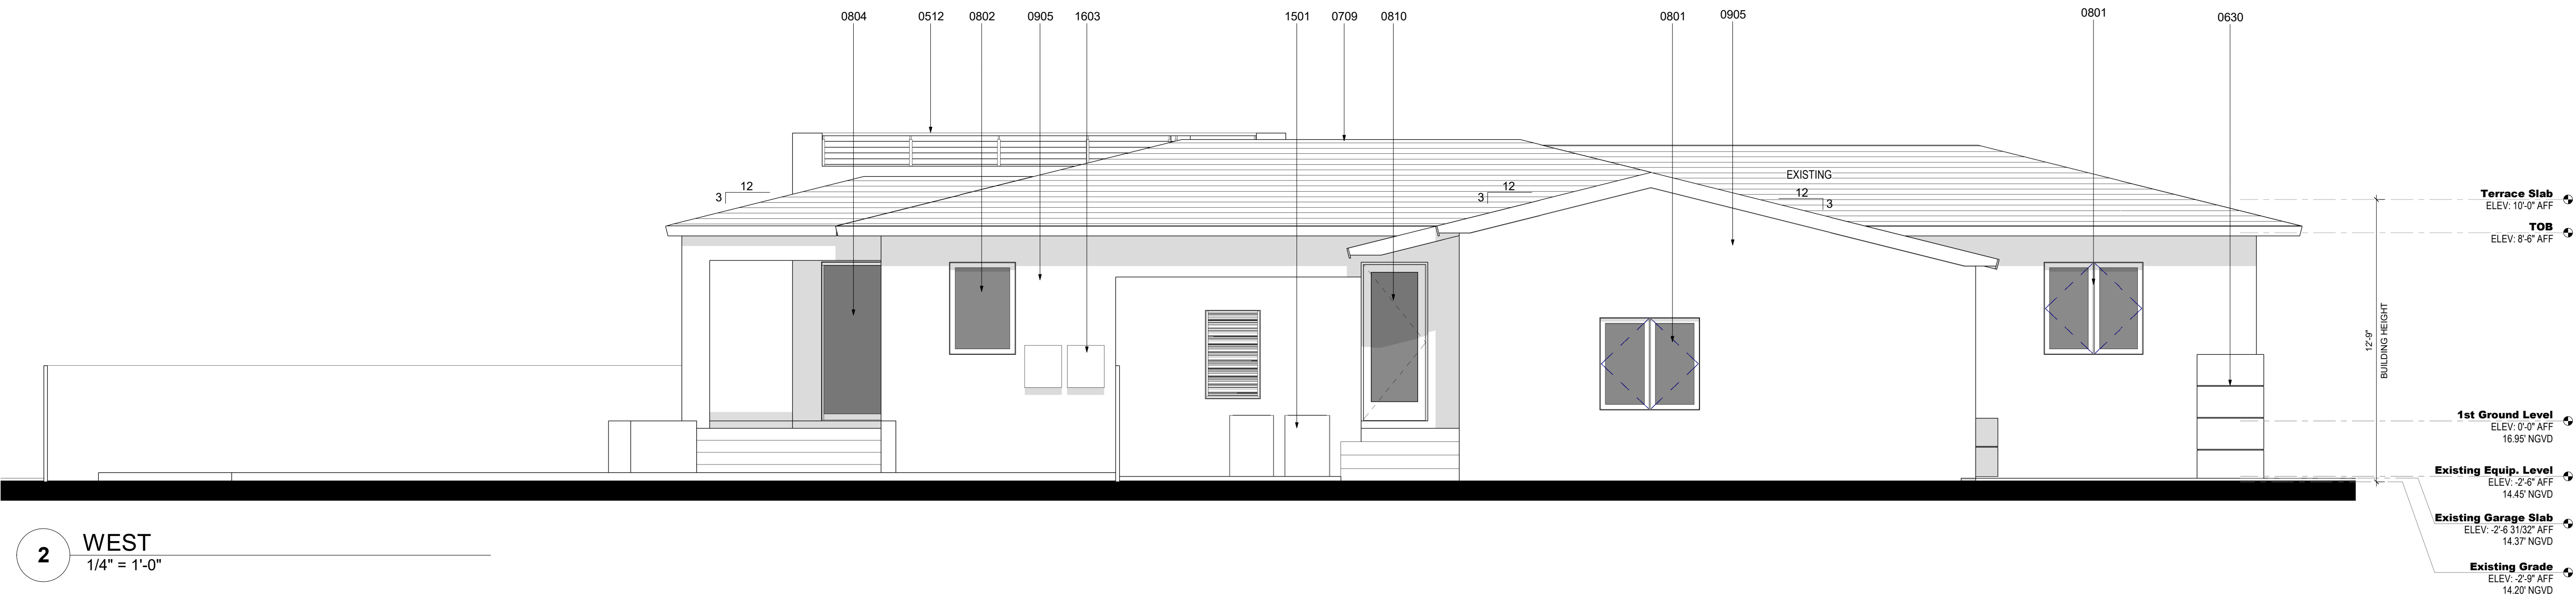 0804 0512 0802 0905 1603 1501 0709 0810 0801 0905 0801 0630
EXISTING
12
3
12
3
12
3
Terrace Slab
ELEV: 10'-0" AFF
TOB
ELEV: 8'-6" AFF
12'-9"
BUILDING HEIGHT
1st Ground Level
ELEV: 0'-0" AFF
16.95' NGVD
Existing Equip. Level
ELEV: -2'-6" AFF
14.45' NGVD
Existing Garage Slab
ELEV: -2'-6 31/32" AFF
14.37' NGVD
Existing Grade
ELEV: -2'-9" AFF
14.20' NGVD
2
WEST
1/4" = 1'-0"